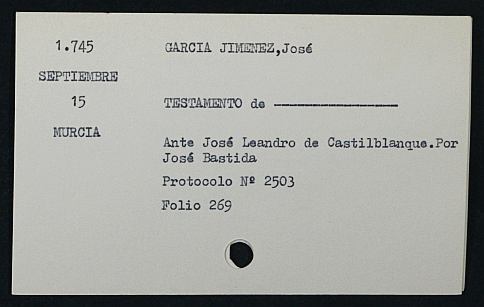 1.745 GARCIA JIMENEZ,José
SEPTIEMBRE
15 TESTAMENTO de ------------------
MURCIA
Ante José Leandro de Castilblanque.Por
José Bastida
Protocolo Nº 2503
Folio 269